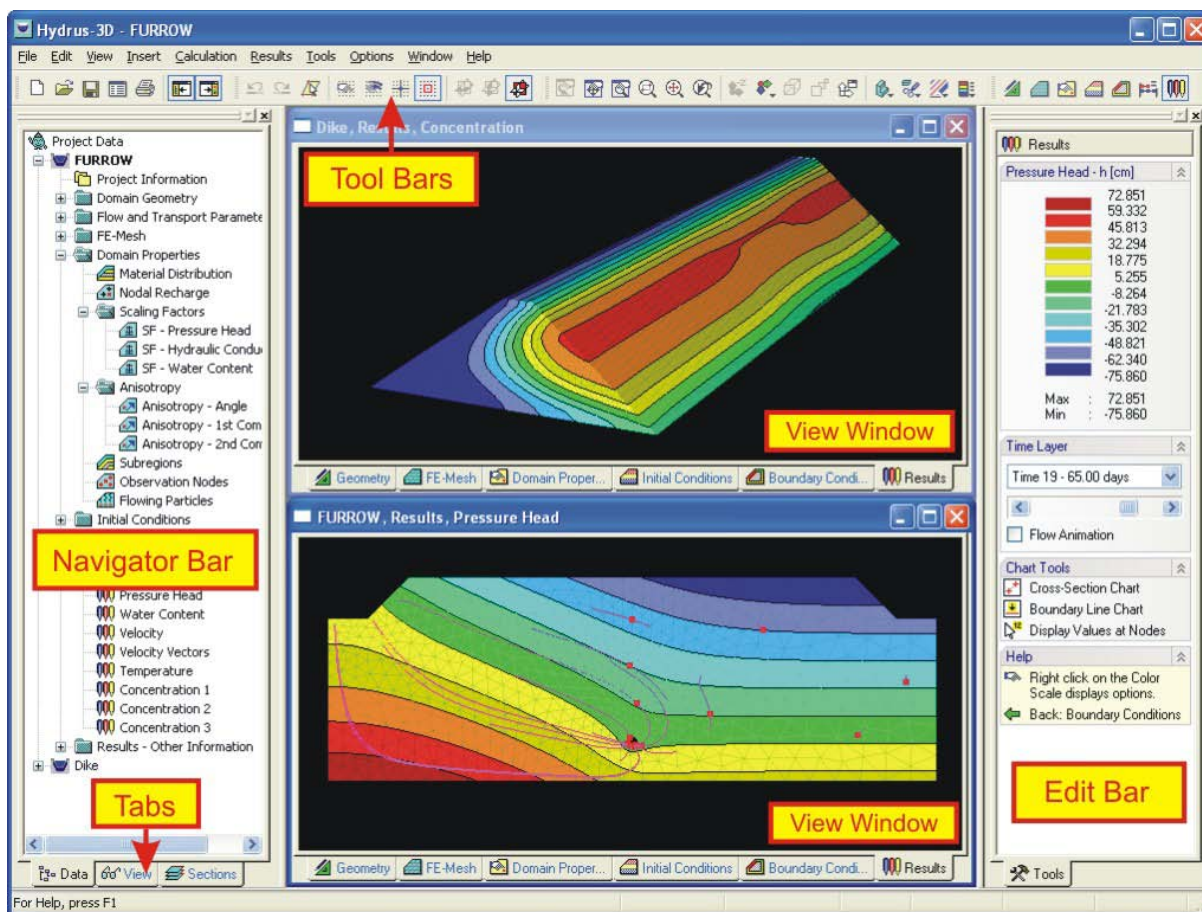 Hydrus-3D - FURROW
File Edit View Insert Calculation Results Tools Options Window Help
Project Data
FURROW
Project Information
Domain Geometry
Flow and Transport Paramete
FE-Mesh
Domain Properties
Material Distribution
Nodal Recharge
Scaling Factors
SF - Pressure Head
SF - Hydraulic Condu
SF - Water Content
Anisotropy
Anisotropy - Angle
Anisotropy - 1st Com
Anisotropy - 2nd Com
Subregions
Observation Nodes
Flowing Particles
Initial Conditions
Navigator Bar
Pressure Head
Water Content
Velocity
Velocity Vectors
Temperature
Concentration 1
Concentration 2
Concentration 3
Results - Other Information
Dike
Tabs
Data View Sections
For Help, press F1
Dike, Results, Concentration
Tool Bars
View Window
Geometry FE-Mesh Domain Proper... Initial Conditions Boundary Condi... Results
FURROW, Results, Pressure Head
View Window
Geometry FE-Mesh Domain Proper... Initial Conditions Boundary Condi... Results
Results
Pressure Head - h [cm]
72.851
59.332
45.813
32.294
18.775
5.255
-8.264
-21.783
-35.302
-48.821
-62.340
-75.860
Max : 72.851
Min : -75.860
Time Layer
Time 19 - 65.00 days
Flow Animation
Chart Tools
Cross-Section Chart
Boundary Line Chart
12
Display Values at Nodes
Help
Right click on the Color
Scale displays options.
Back: Boundary Conditions
Edit Bar
Tools